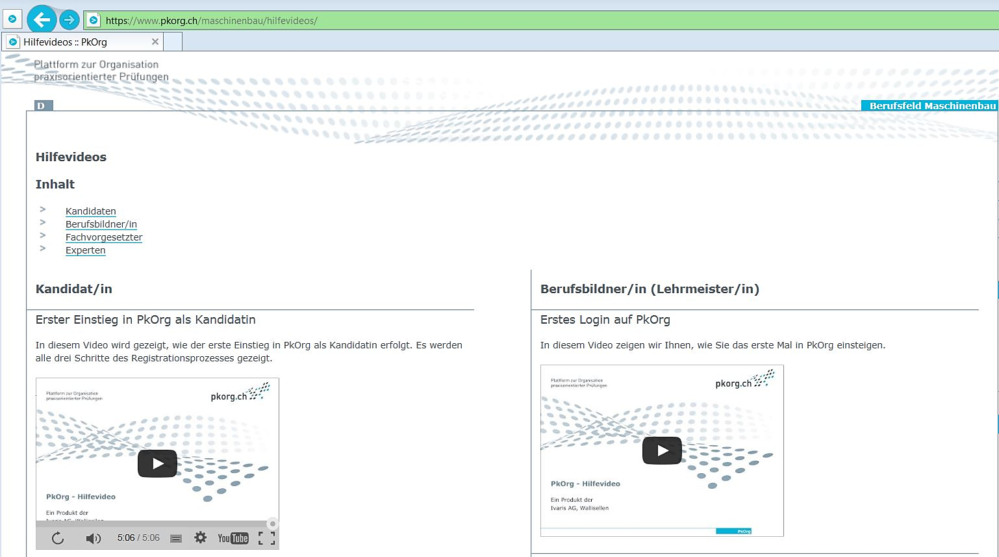 https://www.pkorg.ch/maschinenbau/hilfevideos/
Hilfevideos :: PkOrg
Plattform zur Organisation
praxisorientierter Prüfungen
D
Berufsfeld Maschinenbau
Hilfevideos
Inhalt
> Kandidaten
> Berufsbildner/in
> Fachvorgesetzter
> Experten
Kandidat/in
Erster Einstieg in PkOrg als Kandidatin
In diesem Video wird gezeigt, wie der erste Einstieg in PkOrg als Kandidatin erfolgt. Es werden
alle drei Schritte des Registrationsprozesses gezeigt.
Plattform zur Organisation
praxisorientierter Prüfungen
pkorg.ch
PkOrg - Hilfevideo
Ein Produkt der
Ivaris AG, Wallisellen
5:06 / 5:06
YouTube
Berufsbildner/in (Lehrmeister/in)
Erstes Login auf PkOrg
In diesem Video zeigen wir Ihnen, wie Sie das erste Mal in PkOrg einsteigen.
Plattform zur Organisation
praxisorientierter Prüfungen
pkorg.ch
PkOrg - Hilfevideo
Ein Produkt der
Ivaris AG, Wallisellen
PkOrg